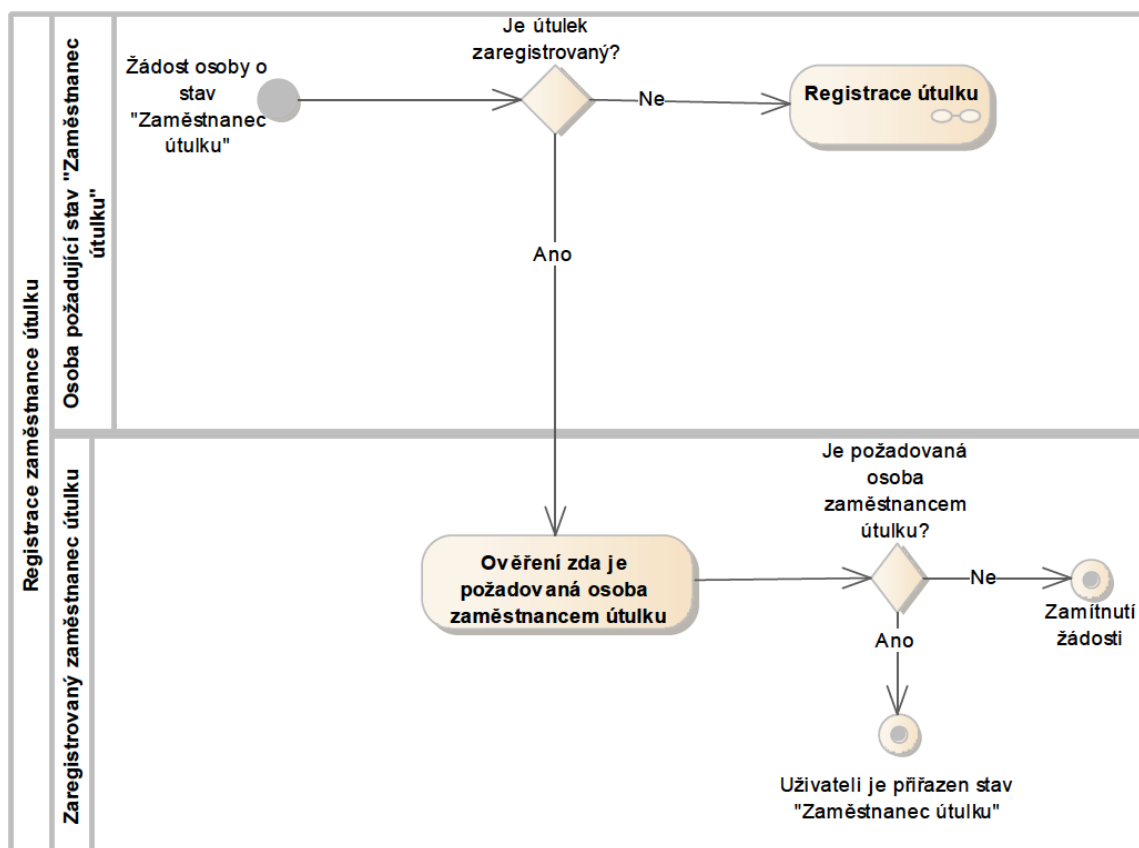 Registrace zaměstnance útulku
Osoba požadující stav "Zaměstnanec
útulku"
Žádost osoby o
stav
"Zaměstnanec
útulku"
Je útulek
zaregistrovaný?
Ne
Registrace útulku
Ano
Zaregistrovaný zaměstnanec útulku
Ověření zda je
požadovaná osoba
zaměstnancem útulku
Je požadovaná
osoba
zaměstnancem
útulku?
Ne
Zamítnutí
žádosti
Ano
Uživateli je přiřazen stav
"Zaměstnanec útulku"